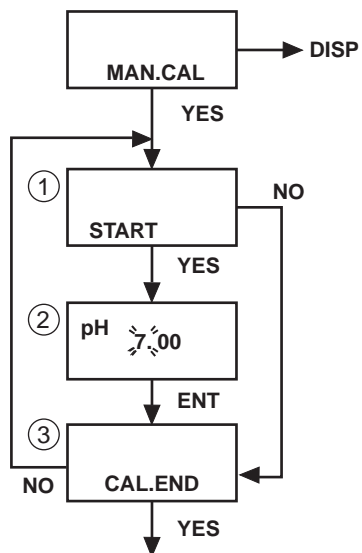 DISP
MAN.CAL
YES
1
NO
START
YES
2
pH
7.00
ENT
3
NO
CAL.END
YES